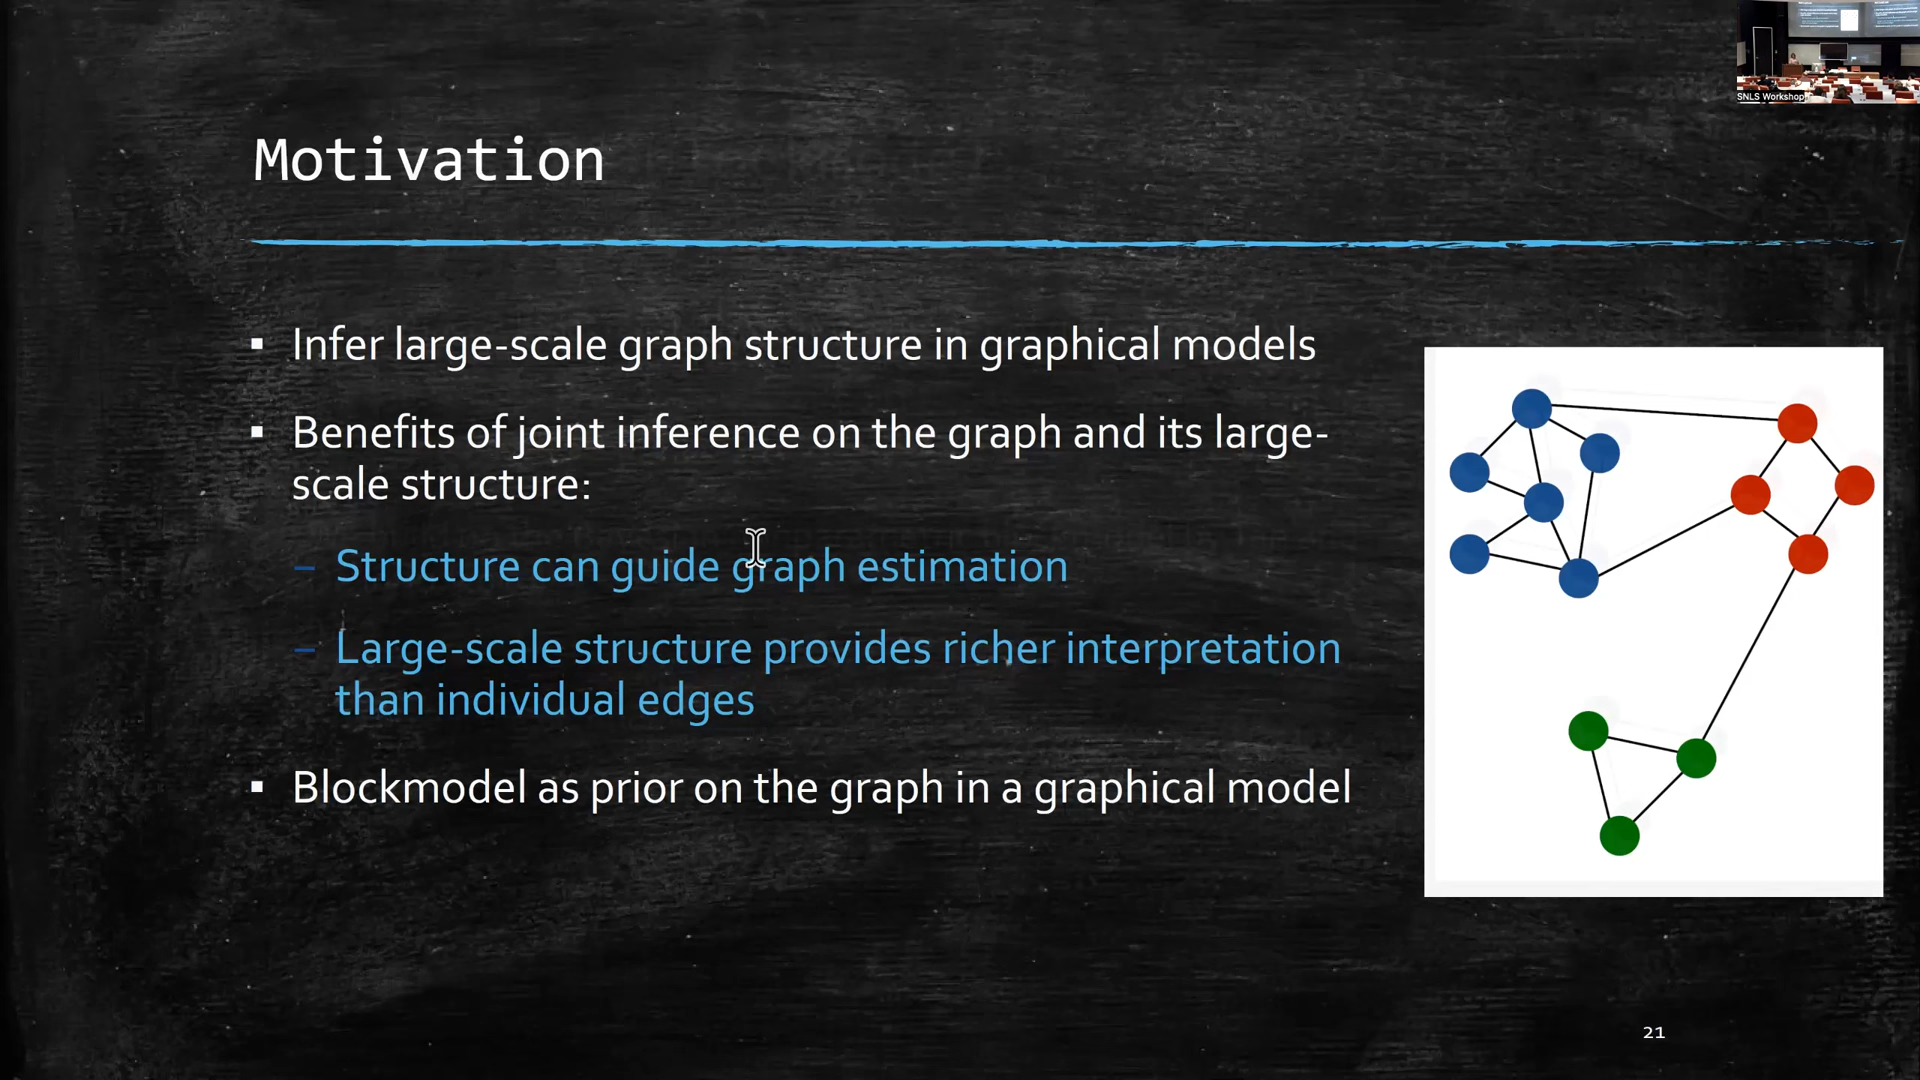 SNLS Workshop
Motivation
▪ Infer large-scale graph structure in graphical models
▪ Benefits of joint inference on the graph and its large-
scale structure:
– Structure can guide graph estimation
– Large-scale structure provides richer interpretation
than individual edges
▪ Blockmodel as prior on the graph in a graphical model
21